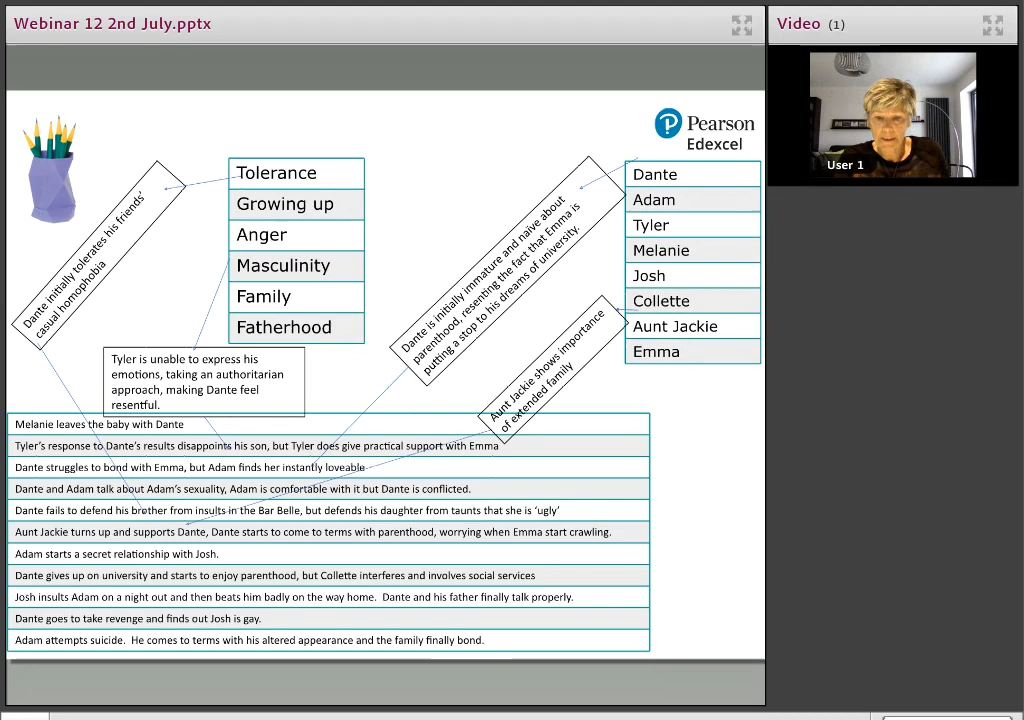 Webinar 12 2nd July.pptx
Video (1)
User 1
Pearson
Edexcel
Tolerance
Growing up
Anger
Masculinity
Family
Fatherhood
Dante
Adam
Tyler
Melanie
Josh
Collette
Aunt Jackie
Emma
Dante initially tolerates his friends'
casual homophobia
Dante is initially immature and naïve about
parenthood, resenting the fact that Emma is
putting a stop to his dreams of university.
Aunt Jackie shows importance
of extended family
Tyler is unable to express his
emotions, taking an authoritarian
approach, making Dante feel
resentful.
Melanie leaves the baby with Dante
Tyler's response to Dante's results disappoints his son, but Tyler does give practical support with Emma
Dante struggles to bond with Emma, but Adam finds her instantly loveable
Dante and Adam talk about Adam's sexuality, Adam is comfortable with it but Dante is conflicted.
Dante fails to defend his brother from insults in the Bar Belle, but defends his daughter from taunts that she is 'ugly'
Aunt Jackie turns up and supports Dante, Dante starts to come to terms with parenthood, worrying when Emma start crawling.
Adam starts a secret relationship with Josh.
Dante gives up on university and starts to enjoy parenthood, but Collette interferes and involves social services
Josh insults Adam on a night out and then beats him badly on the way home.  Dante and his father finally talk properly.
Dante goes to take revenge and finds out Josh is gay.
Adam attempts suicide.  He comes to terms with his altered appearance and the family finally bond.